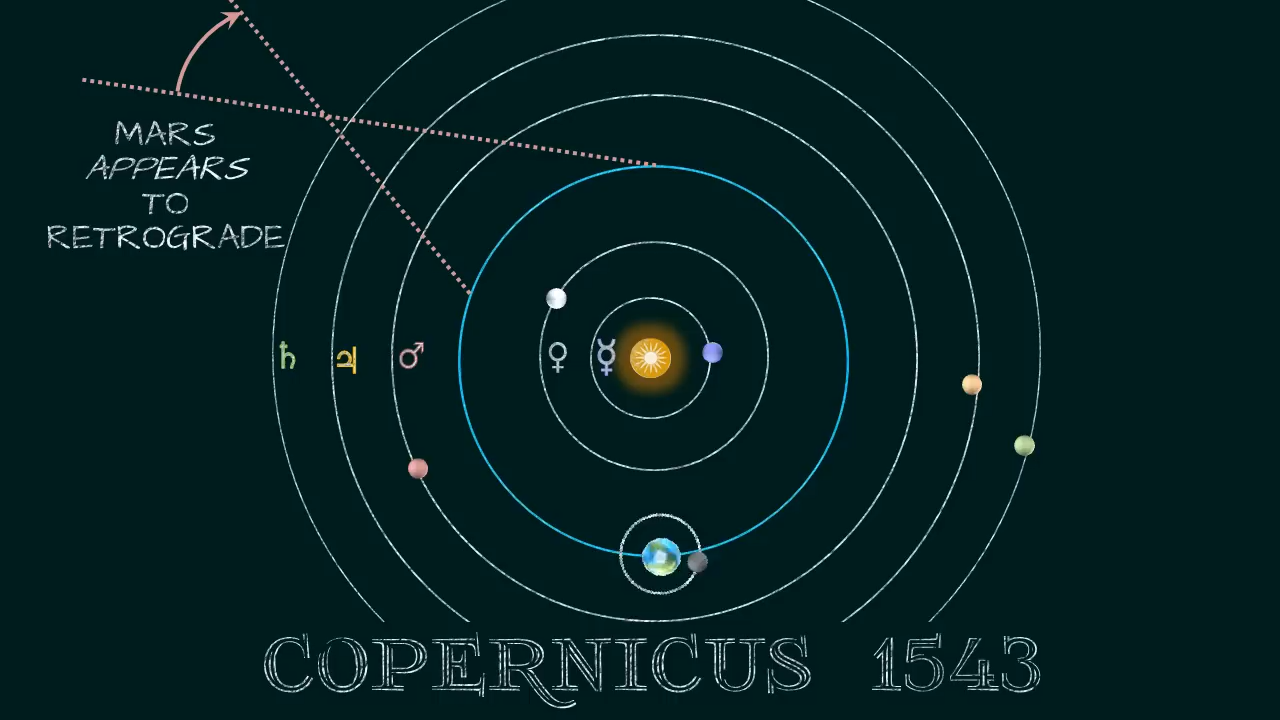 MARS
APPEARS
TO
RETROGRADE
♄ ♃ ♂ ♀ ☿
COPERNICUS 1543